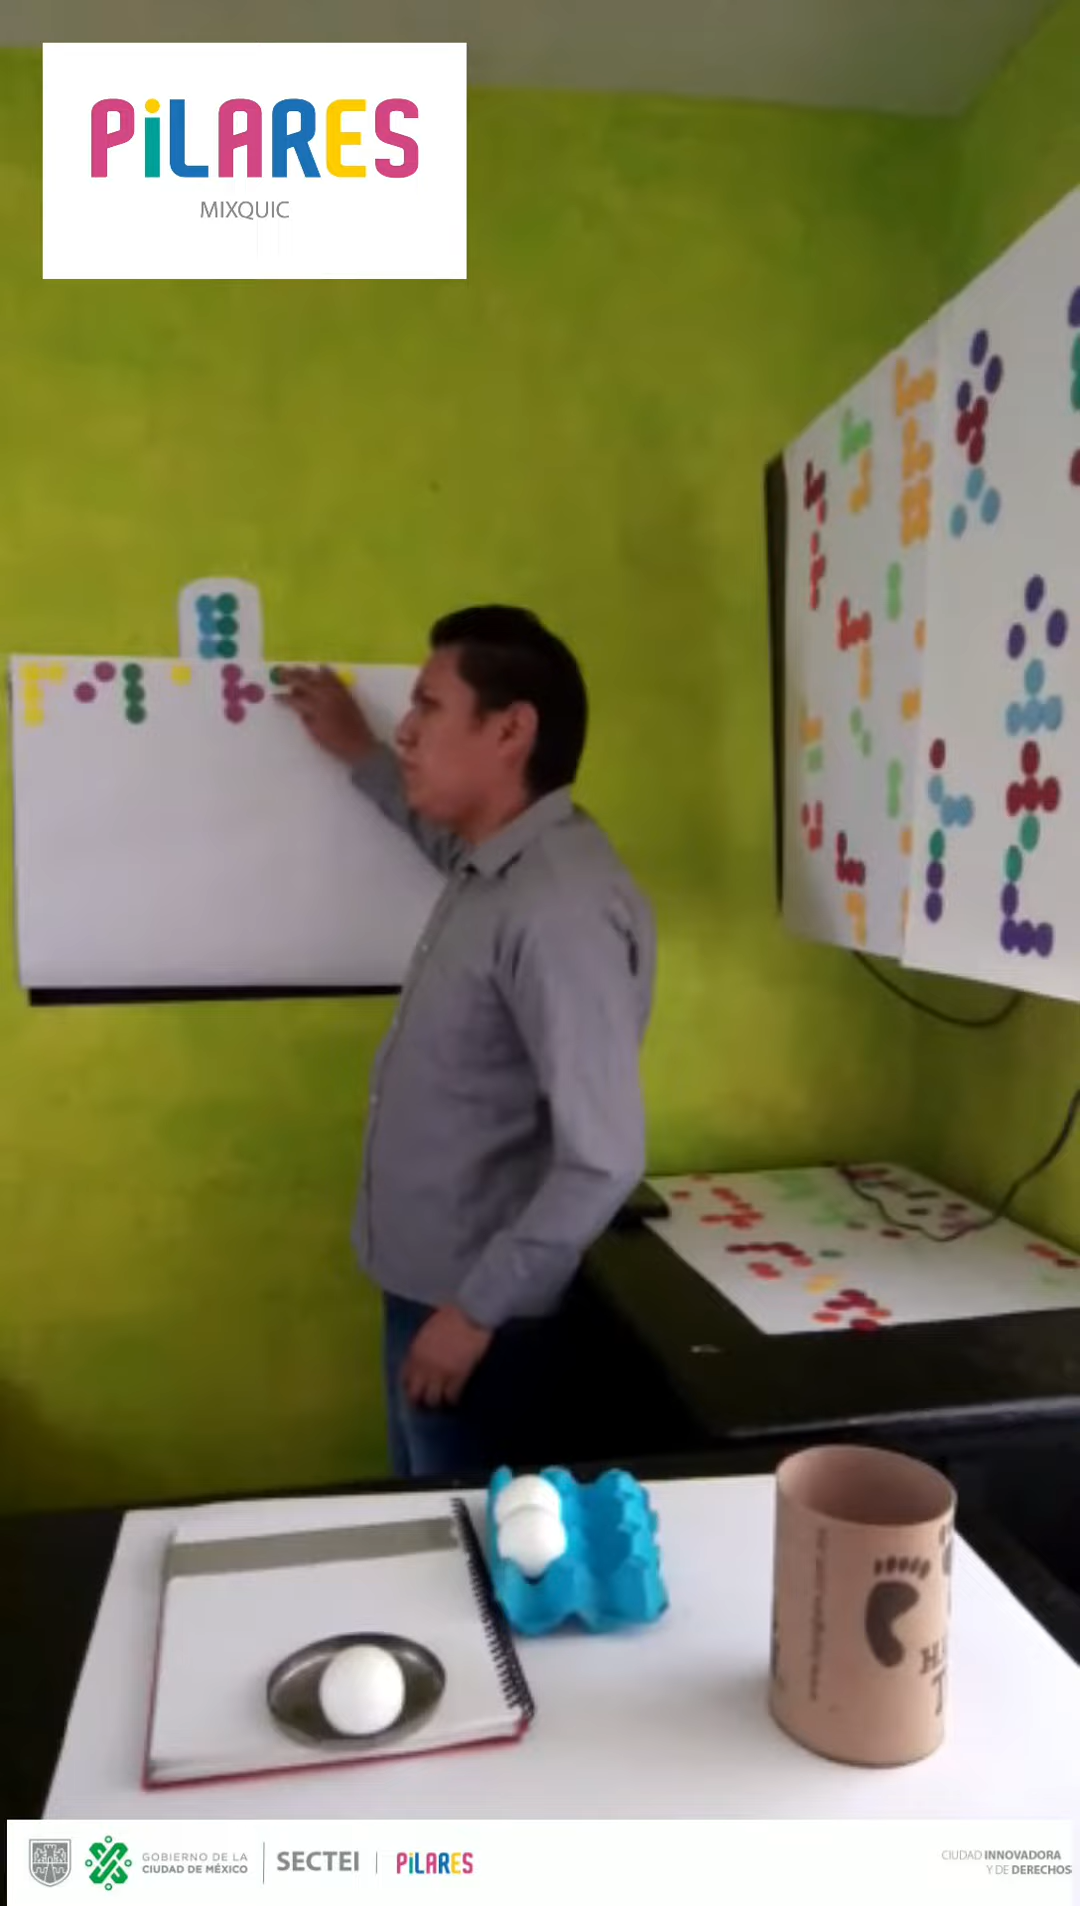 PiLARES
MIXQUIC
GOBIERNO DE LA
CIUDAD DE MÉXICO
SECTEI
PiLARES
CIUDAD INNOVADORA
Y DE DERECHOS